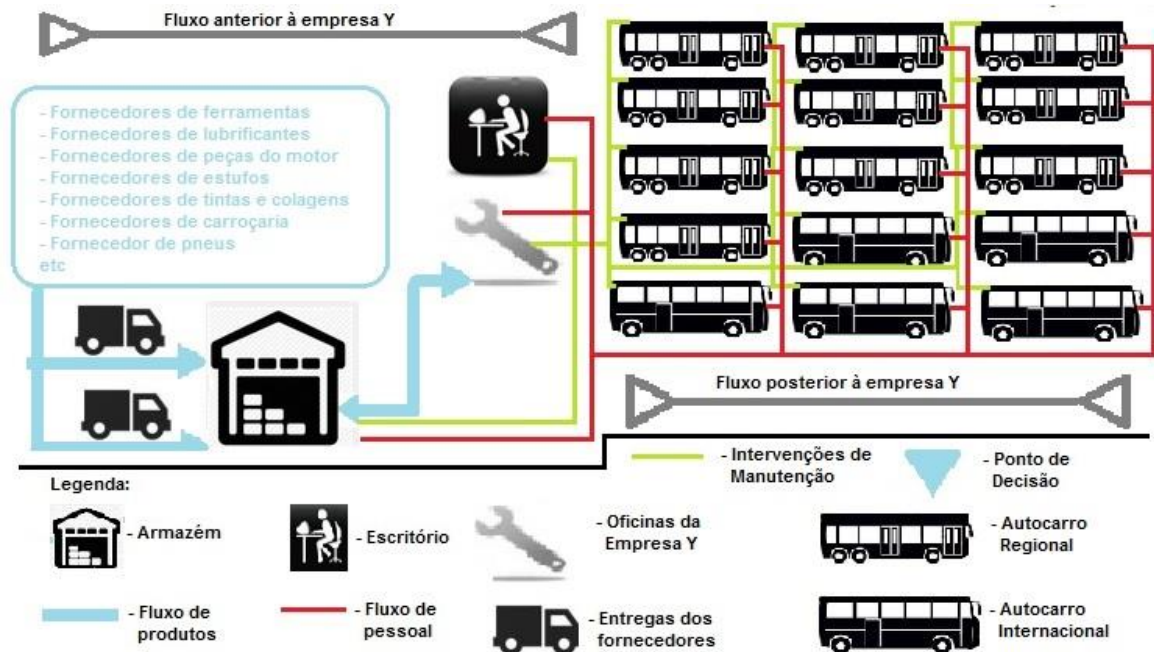 Fluxo anterior à empresa Y
- Fornecedores de ferramentas
- Fornecedores de lubrificantes
- Fornecedores de peças do motor
- Fornecedores de estufos
- Fornecedores de tintas e colagens
- Fornecedores de carroçaria
- Fornecedor de pneus
etc
Fluxo posterior à empresa Y
Legenda:
- Intervenções de
Manutenção
- Ponto de
Decisão
- Armazém
- Escritório
- Oficinas da
Empresa Y
- Autocarro
Regional
- Fluxo de
produtos
- Fluxo de
pessoal
- Entregas dos
fornecedores
- Autocarro
Internacional